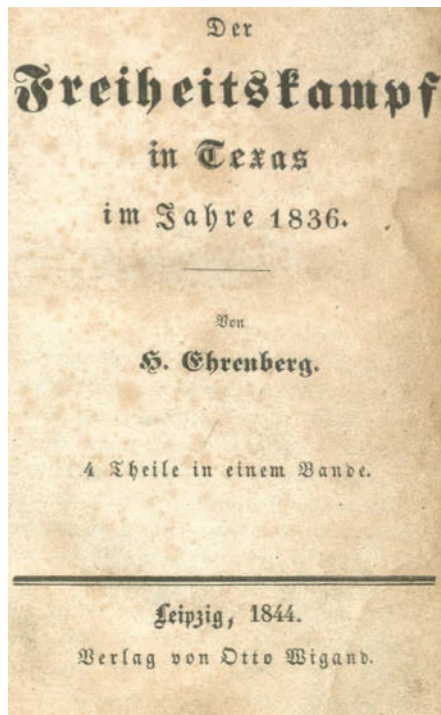 Der
Freiheitskampf
in Texas
im Jahre 1836.
Von
H. Ehrenberg.
4 Theile in einem Bande.
Leipzig, 1844.
Verlag von Otto Wigand.